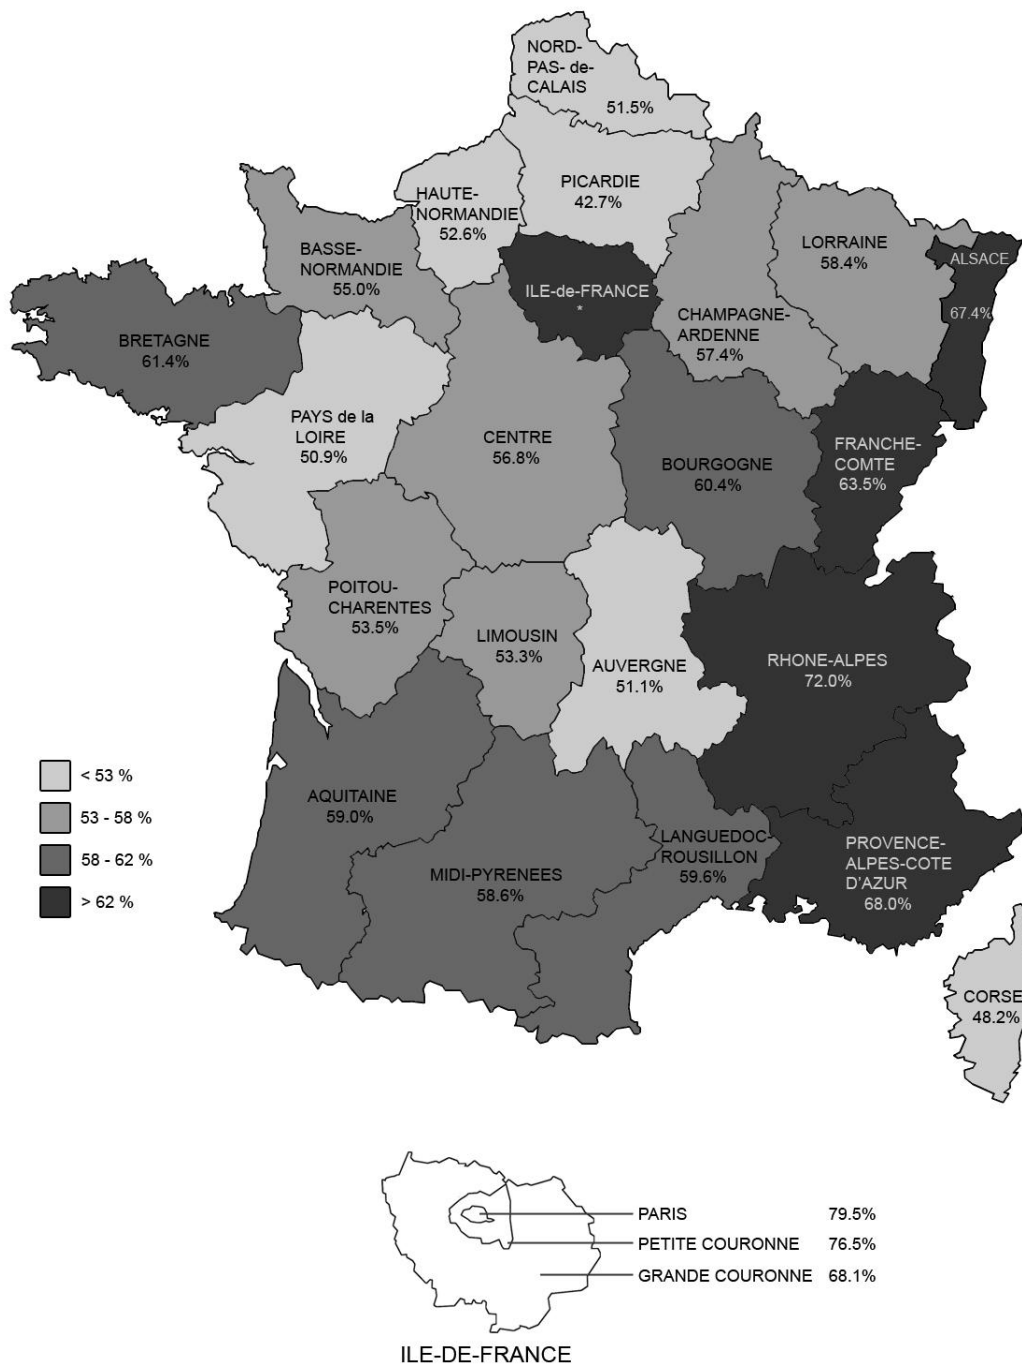 NORD-
PAS- de-
CALAIS
51.5%
PICARDIE
42.7%
HAUTE-
NORMANDIE
52.6%
BASSE-
NORMANDIE
55.0%
ILE-de-FRANCE
*
LORRAINE
58.4%
ALSACE
67.4%
CHAMPAGNE-
ARDENNE
57.4%
BRETAGNE
61.4%
PAYS de la
LOIRE
50.9%
CENTRE
56.8%
BOURGOGNE
60.4%
FRANCHE-
COMTE
63.5%
POITOU-
CHARENTES
53.5%
LIMOUSIN
53.3%
AUVERGNE
51.1%
RHONE-ALPES
72.0%
AQUITAINE
59.0%
MIDI-PYRENEES
58.6%
LANGUEDOC-
ROUSILLON
59.6%
PROVENCE-
ALPES-COTE
D'AZUR
68.0%
CORSE
48.2%
< 53 %
53 - 58 %
58 - 62 %
> 62 %
PARIS 79.5%
PETITE COURONNE 76.5%
GRANDE COURONNE 68.1%
ILE-DE-FRANCE